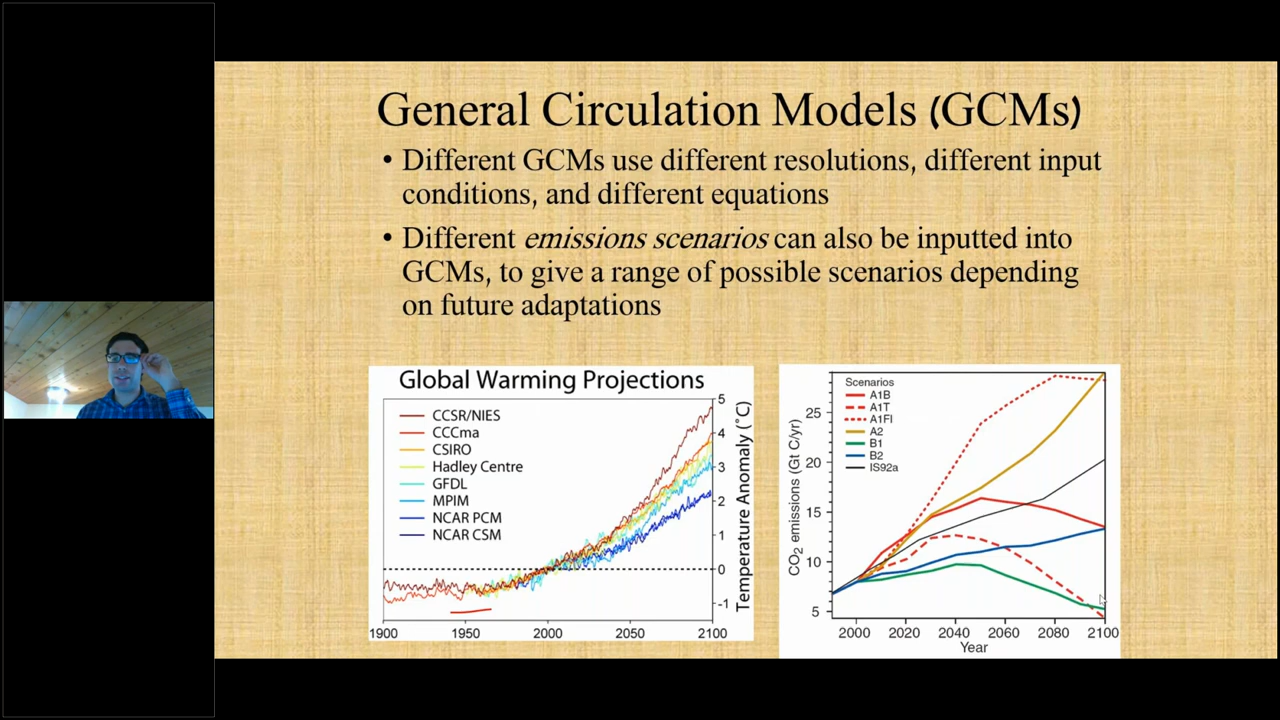 General Circulation Models (GCMs)
• Different GCMs use different resolutions, different input
conditions, and different equations
• Different emissions scenarios can also be inputted into
GCMs, to give a range of possible scenarios depending
on future adaptations
Global Warming Projections
CCSR/NIES
CCCma
CSIRO
Hadley Centre
GFDL
MPIM
NCAR PCM
NCAR CSM
5
4
3
2
1
0
-1
Temperature Anomaly (°C)
1900 1950 2000 2050 2100
Scenarios
A1B
A1T
A1FI
A2
B1
B2
IS92a
CO2 emissions (Gt C/yr)
25
20
15
10
5
2000 2020 2040 2060 2080 2100
Year